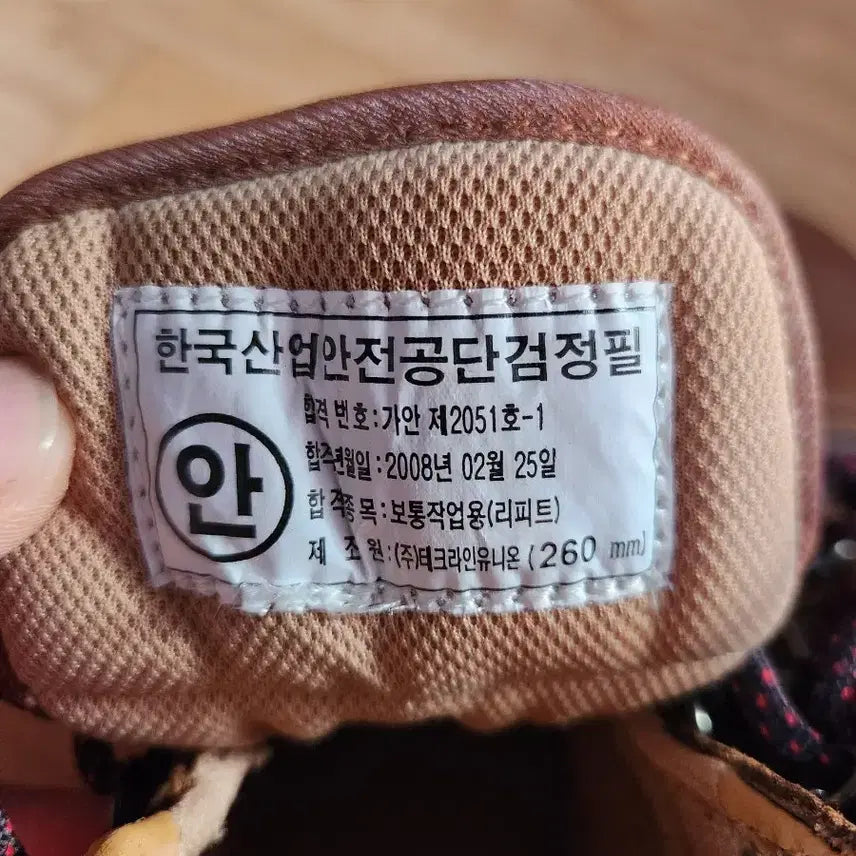 한국산업안전공단검정필
안
합격 번호:가안 제2051호-1
합격년월일:2008년 02월 25일
합격종목:보통작업용(리피트)
제 조 원:(주)테크라인유니온 (260 mm)